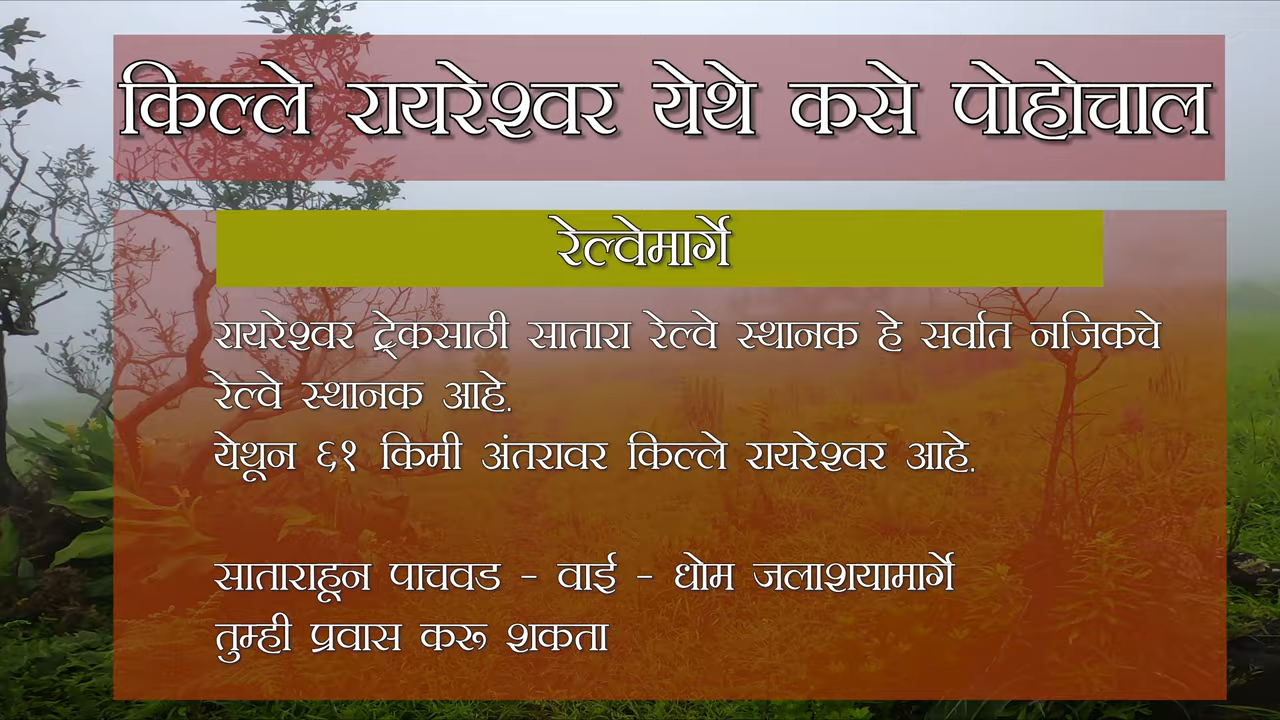 किल्ले रायरेश्वर येथे कसे पोहोचाल
रेल्वेमार्गे
रायरेश्वर ट्रेकसाठी सातारा रेल्वे स्थानक हे सर्वात नजिकचे
रेल्वे स्थानक आहे.
येथून ६१ किमी अंतरावर किल्ले रायरेश्वर आहे.
साताराहून पाचवड - वाई - धोम जलाशयामार्गे
तुम्ही प्रवास करू शकता